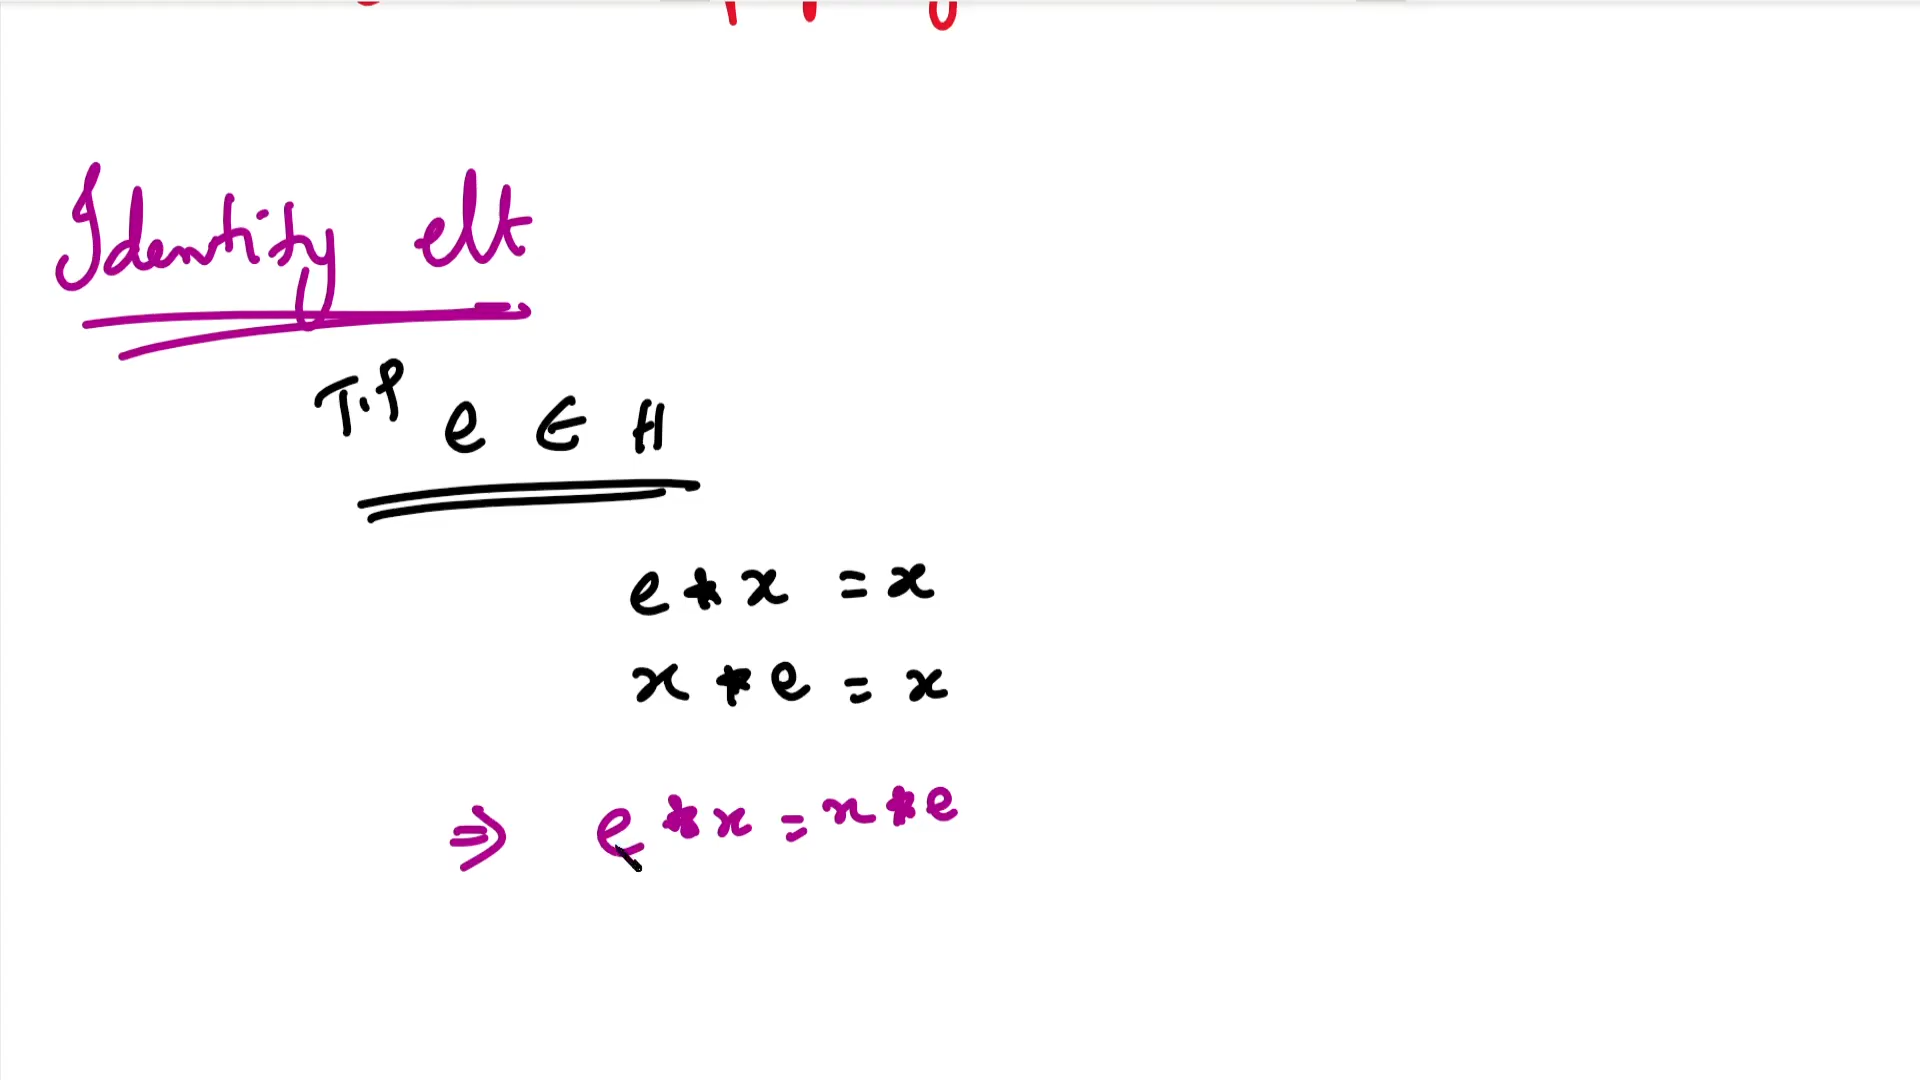 Identity elt
T.P e ∈ H
e * x = x
x * e = x
⇒ e * x = x * e